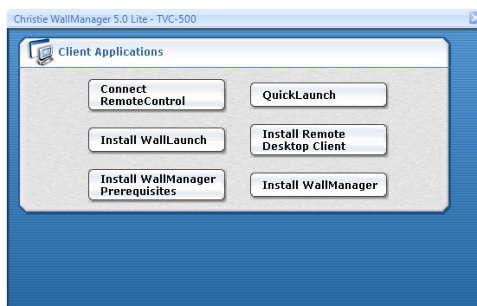 Christie WallManager 5.0 Lite - TVC-500
Client Applications
Connect
RemoteControl
QuickLaunch
Install WallLaunch
Install Remote
Desktop Client
Install WallManager
Prerequisites
Install WallManager